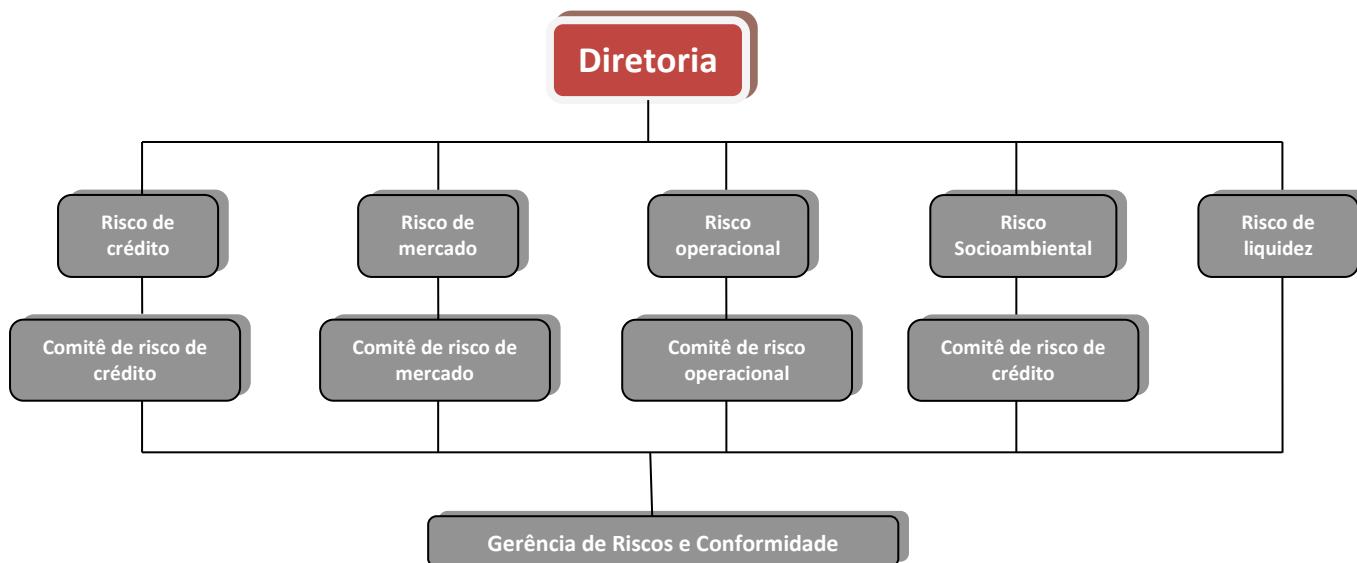 Diretoria
Risco de
crédito
Risco de
mercado
Risco
operacional
Risco
Socioambiental
Risco de
liquidez
Comitê de risco de
crédito
Comitê de risco de
mercado
Comitê de risco
operacional
Comitê de risco de
crédito
Gerência de Riscos e Conformidade